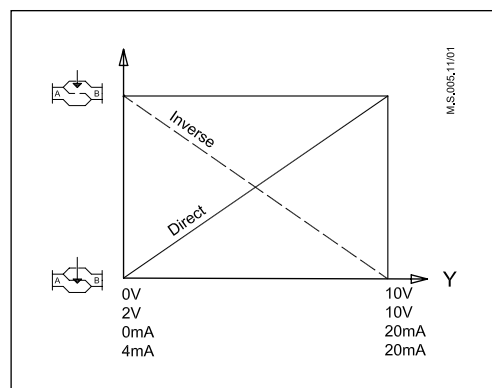 M.S.005.11/01
A B
Inverse
Direct
A B
Y
0V 10V
2V 10V
0mA 20mA
4mA 20mA